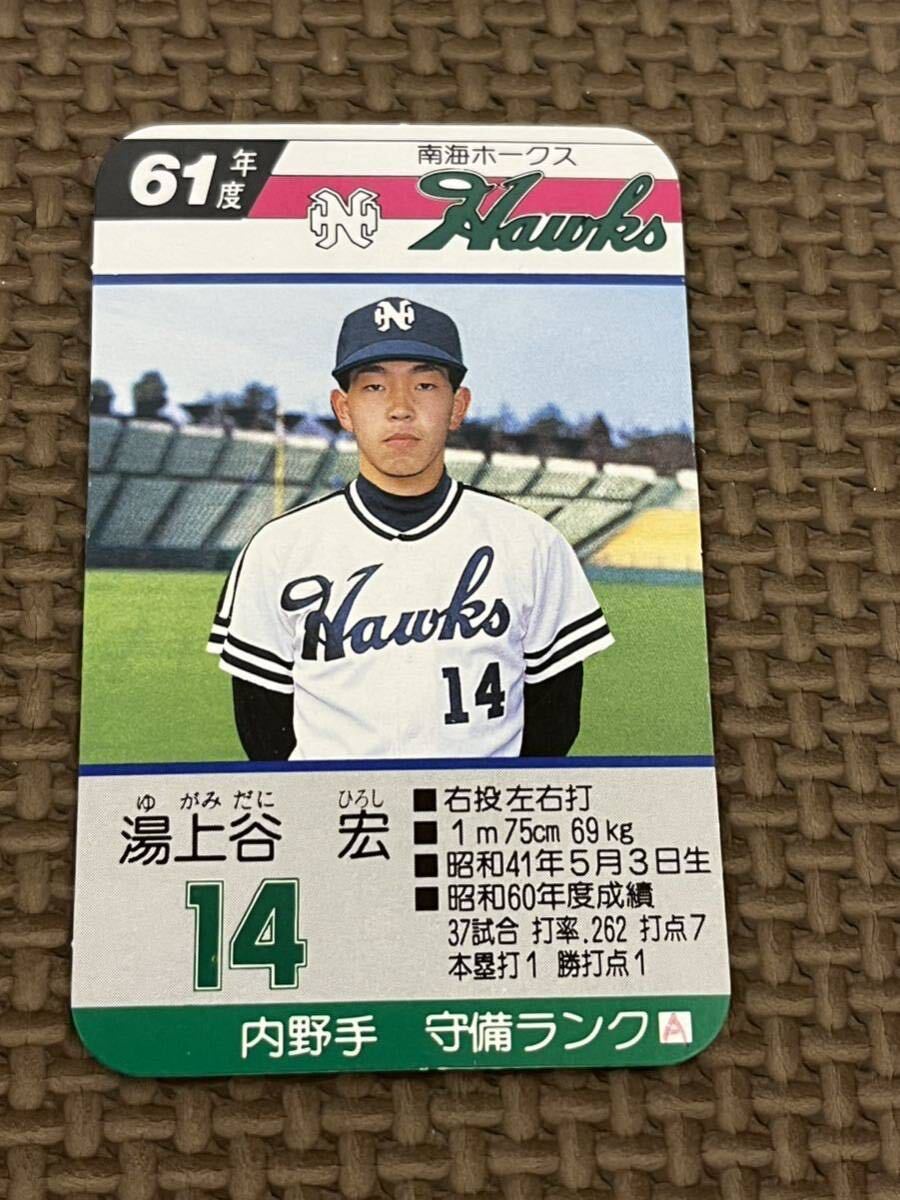 61年度
南海ホークス
NH
Hawks
NH
Hawks
14
ゆ がみ だに ひろし
湯上谷 宏
14
■右投左右打
■1m75cm 69kg
■昭和41年5月3日生
■昭和60年度成績
37試合 打率.262 打点7
本塁打1 勝打点1
内野手 守備ランクA